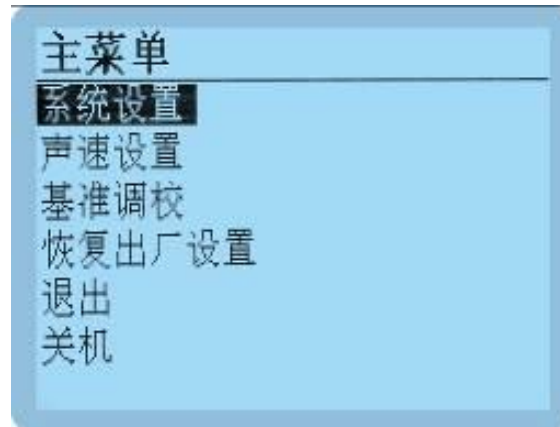 主菜单
系统设置
声速设置
基准调校
恢复出厂设置
退出
关机